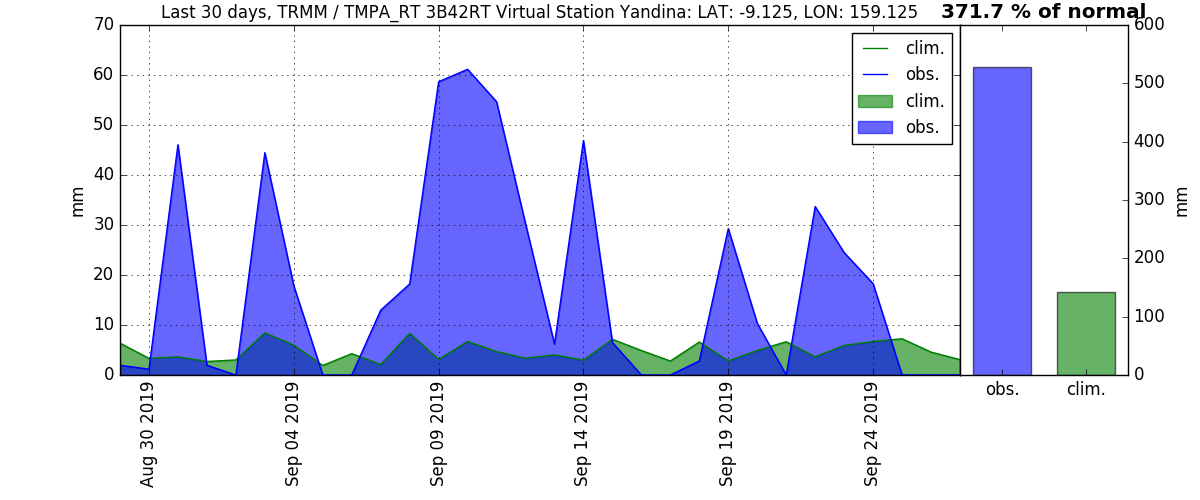 Last 30 days, TRMM / TMPA_RT 3B42RT Virtual Station Yandina: LAT: -9.125, LON: 159.125
371.7 % of normal
70
60
50
40
30
20
10
0
mm
clim.
obs.
clim.
obs.
Aug 30 2019
Sep 04 2019
Sep 09 2019
Sep 14 2019
Sep 19 2019
Sep 24 2019
600
500
400
300
200
100
0
mm
obs.
clim.